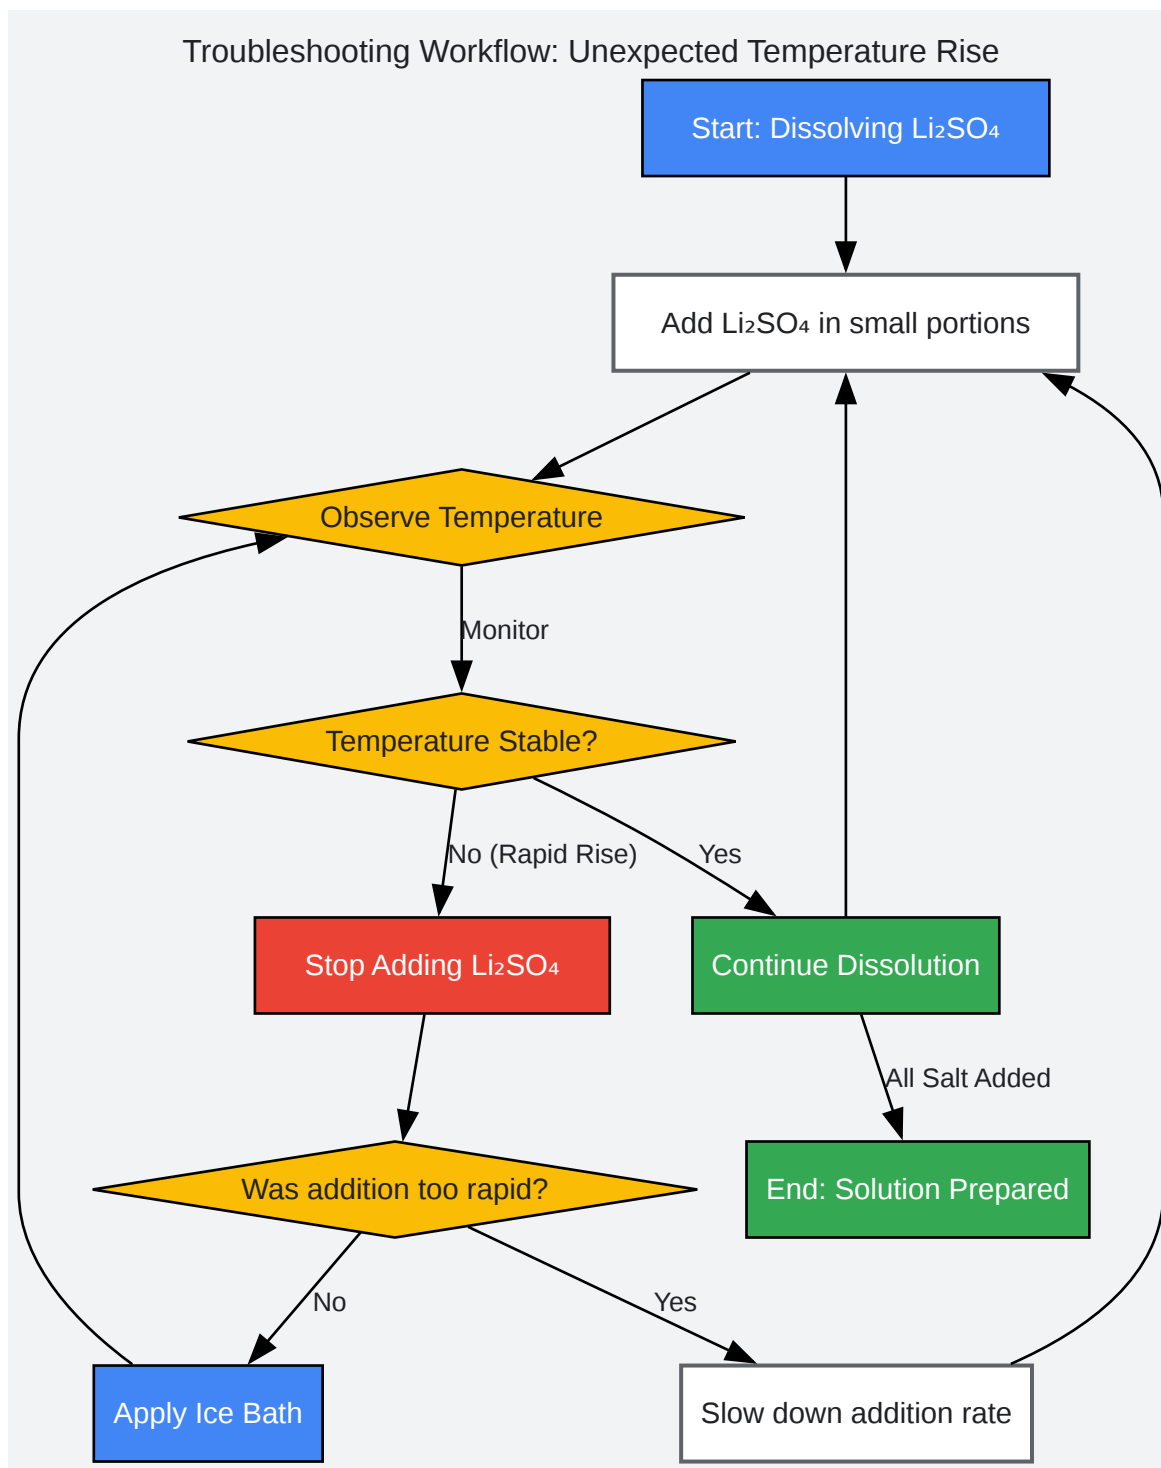 Troubleshooting Workflow: Unexpected Temperature Rise
Start: Dissolving Li₂SO₄
Add Li₂SO₄ in small portions
Observe Temperature
Monitor
Temperature Stable?
No (Rapid Rise)
Yes
Stop Adding Li₂SO₄
Continue Dissolution
All Salt Added
Was addition too rapid?
End: Solution Prepared
No
Yes
Apply Ice Bath
Slow down addition rate